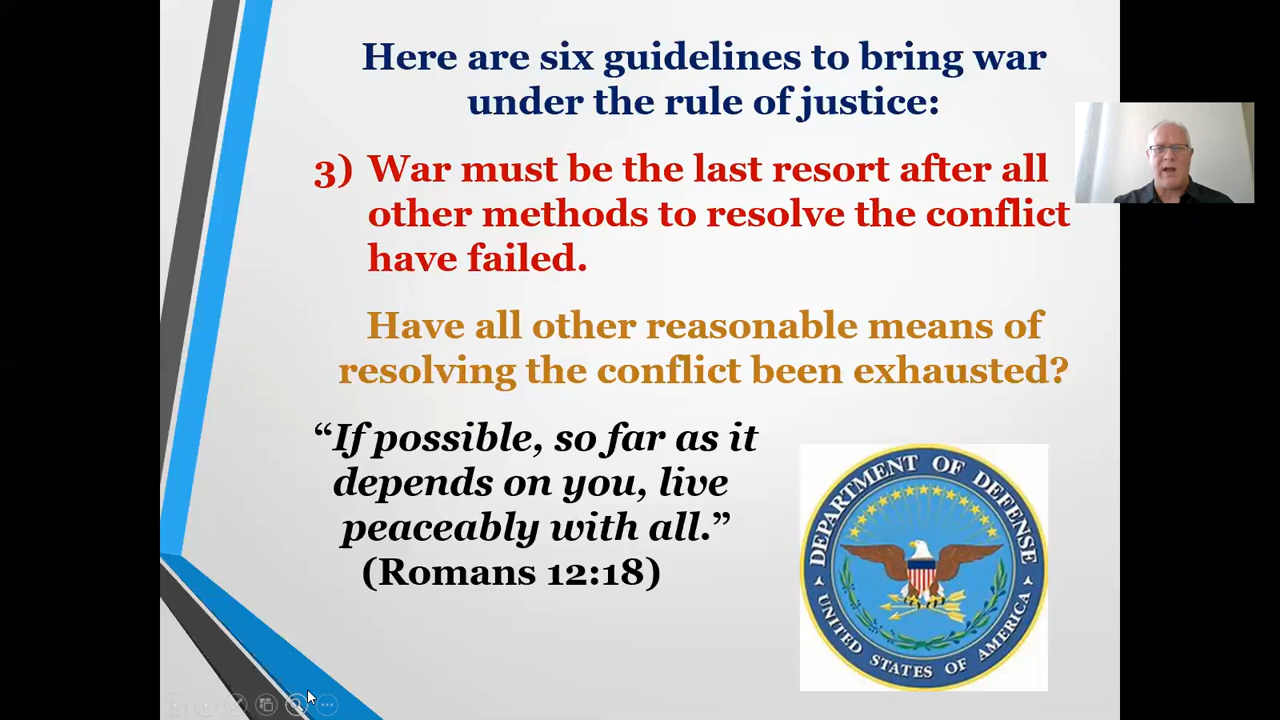 Here are six guidelines to bring war
under the rule of justice:
3) War must be the last resort after all
other methods to resolve the conflict
have failed.
Have all other reasonable means of
resolving the conflict been exhausted?
“If possible, so far as it
depends on you, live
peaceably with all.”
(Romans 12:18)
DEPARTMENT OF DEFENSE
UNITED STATES OF AMERICA